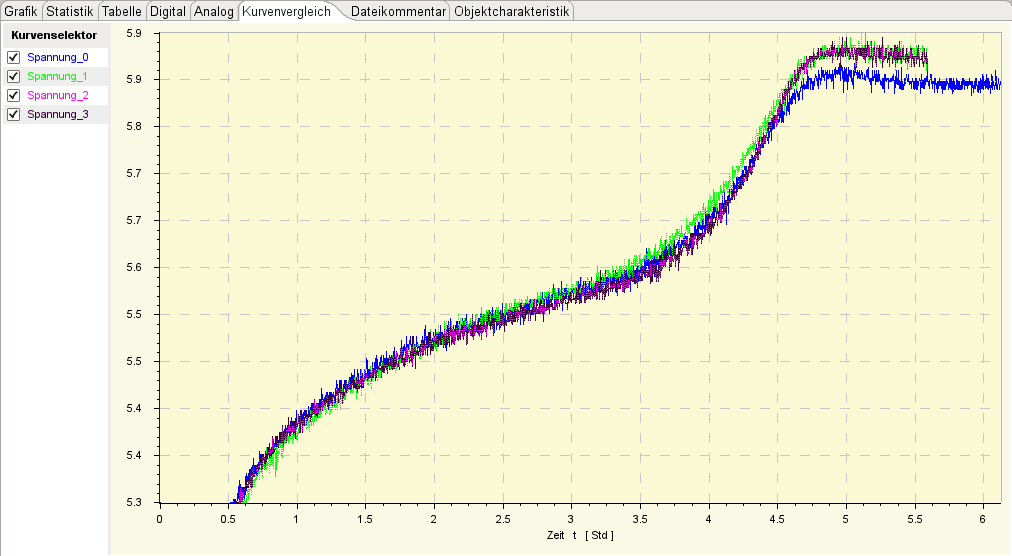 Grafik Statistik Tabelle Digital Analog Kurvenvergleich Dateikommentar Objektcharakteristik
Kurvenselektor
Spannung_0
Spannung_1
Spannung_2
Spannung_3
5.9
5.9
5.8
5.7
5.7
5.6
5.5
5.5
5.4
5.4
5.3
0 0.5 1 1.5 2 2.5 3 3.5 4 4.5 5 5.5 6
Zeit t [ Std ]